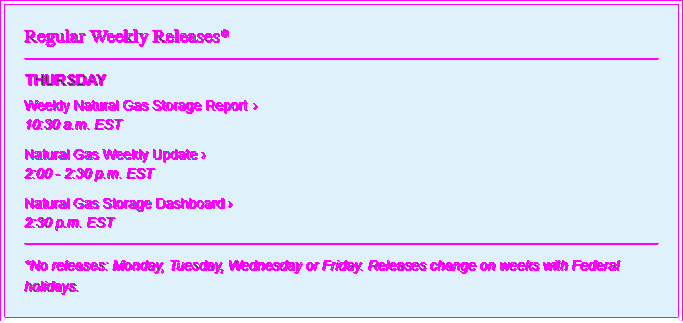 Regular Weekly Releases*
THURSDAY
Weekly Natural Gas Storage Report ›
10:30 a.m. EST
Natural Gas Weekly Update ›
2:00 - 2:30 p.m. EST
Natural Gas Storage Dashboard ›
2:30 p.m. EST
*No releases: Monday, Tuesday, Wednesday or Friday. Releases change on weeks with Federal
holidays.